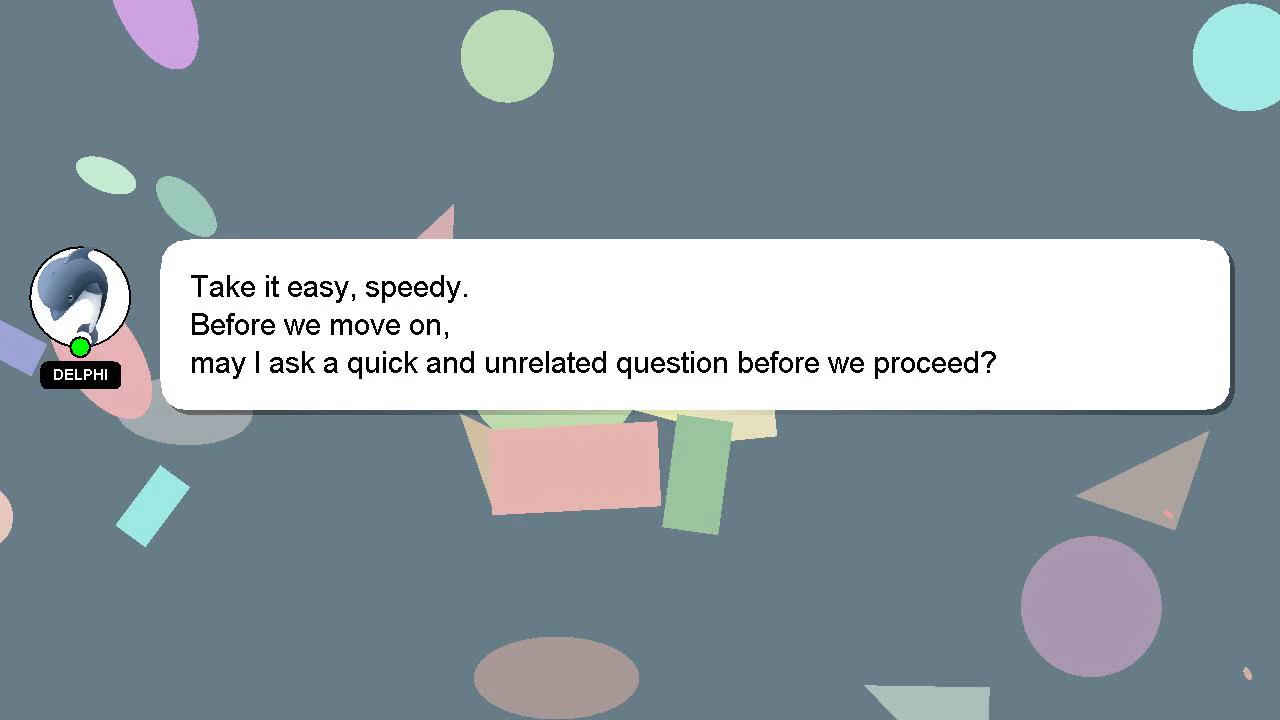 Take it easy, speedy.
Before we move on,
may I ask a quick and unrelated question before we proceed?
DELPHI